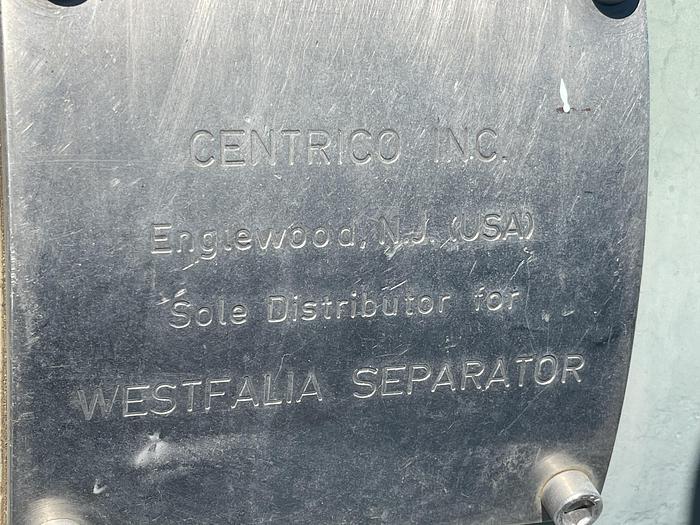 CENTRICO INC.
Englewood, N.J. (USA)
Sole Distributor for
WESTFALIA SEPARATOR